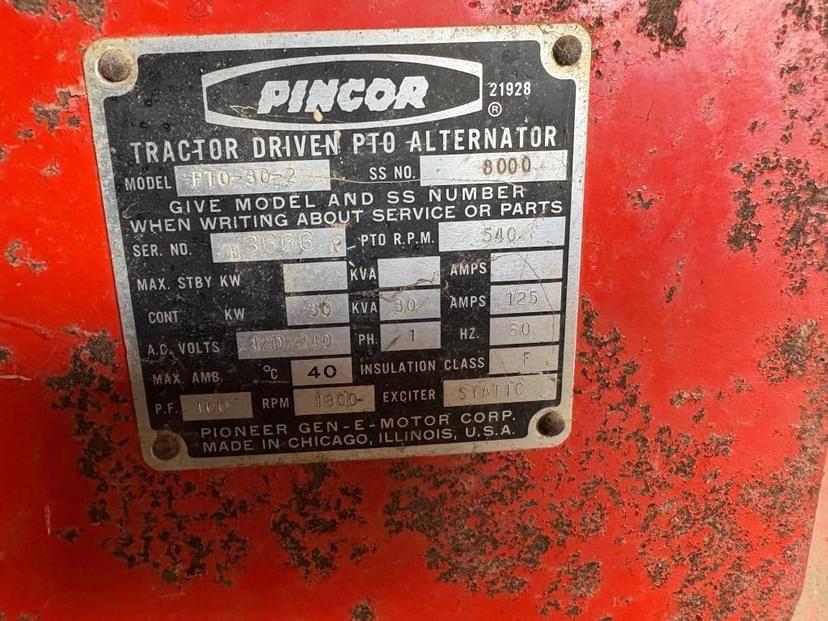 PINCOR
21928
®
TRACTOR DRIVEN PTO ALTERNATOR
MODEL PTO-30-2 SS NO. 8000
GIVE MODEL AND SS NUMBER
WHEN WRITING ABOUT SERVICE OR PARTS
SER. NO. 3666 PTO R.P.M. 540
MAX. STBY KW KVA AMPS
CONT. KW 30 KVA 30 AMPS 125
A.C. VOLTS 120/240 PH. 1 HZ. 60
MAX. AMB. °C 40 INSULATION CLASS F
P.F. 100 RPM 1800 EXCITER STATIC
PIONEER GEN-E-MOTOR CORP.
MADE IN CHICAGO, ILLINOIS, U.S.A.